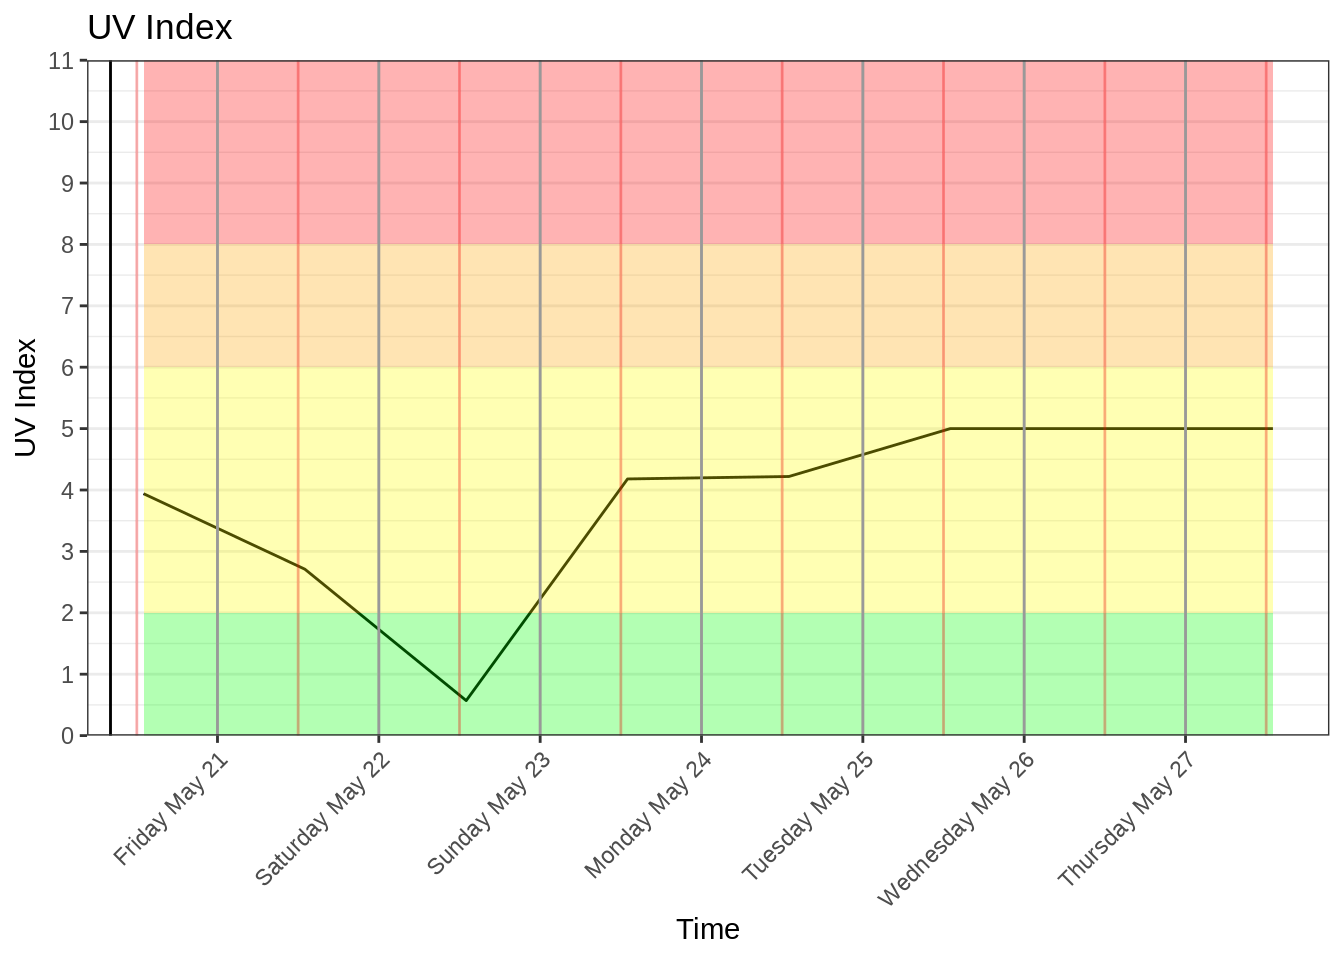 UV Index
11
10
9
8
7
6
5
4
3
2
1
0
UV Index
Friday May 21
Saturday May 22
Sunday May 23
Monday May 24
Tuesday May 25
Wednesday May 26
Thursday May 27
Time